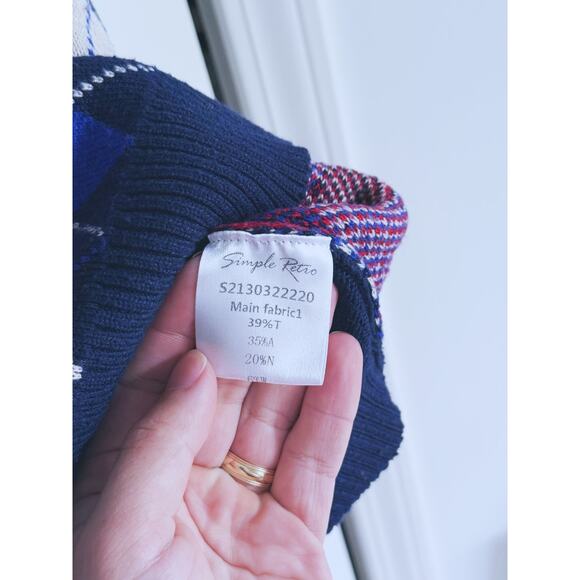 Simple Retro
S2130322220
Main fabric1
39%T
35%A
20%N